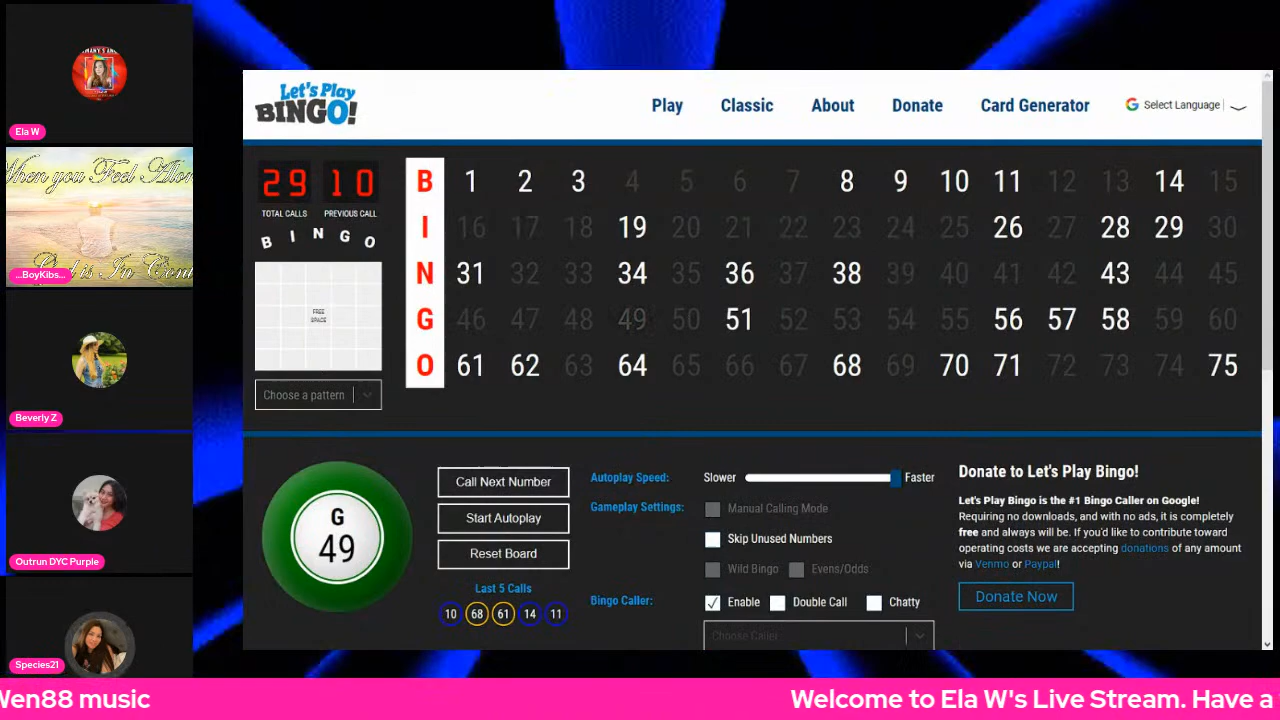 Ela W
When you Feel Alon
God is In Cont
...BoyKibs...
Beverly Z
Outrun DYC Purple
Species21
Let's Play
BINGO!
Play Classic About Donate Card Generator Select Language
29 10
TOTAL CALLS PREVIOUS CALL
B I N G O
FREE
SPACE
Choose a pattern
B 1 2 3 4 5 6 7 8 9 10 11 12 13 14 15
I 16 17 18 19 20 21 22 23 24 25 26 27 28 29 30
N 31 32 33 34 35 36 37 38 39 40 41 42 43 44 45
G 46 47 48 49 50 51 52 53 54 55 56 57 58 59 60
O 61 62 63 64 65 66 67 68 69 70 71 72 73 74 75
G
49
Call Next Number
Start Autoplay
Reset Board
Last 5 Calls
10 68 61 14 11
Autoplay Speed: Slower Faster
Gameplay Settings: Manual Calling Mode
Skip Unused Numbers
Wild Bingo Evens/Odds
Bingo Caller: Enable Double Call Chatty
Choose Caller
Donate to Let's Play Bingo!
Let's Play Bingo is the #1 Bingo Caller on Google!
Requiring no downloads, and with no ads, it is completely
free and always will be. If you'd like to contribute toward
operating costs we are accepting donations of any amount
via Venmo or Paypal!
Donate Now
Wen88 music Welcome to Ela W's Live Stream. Have a